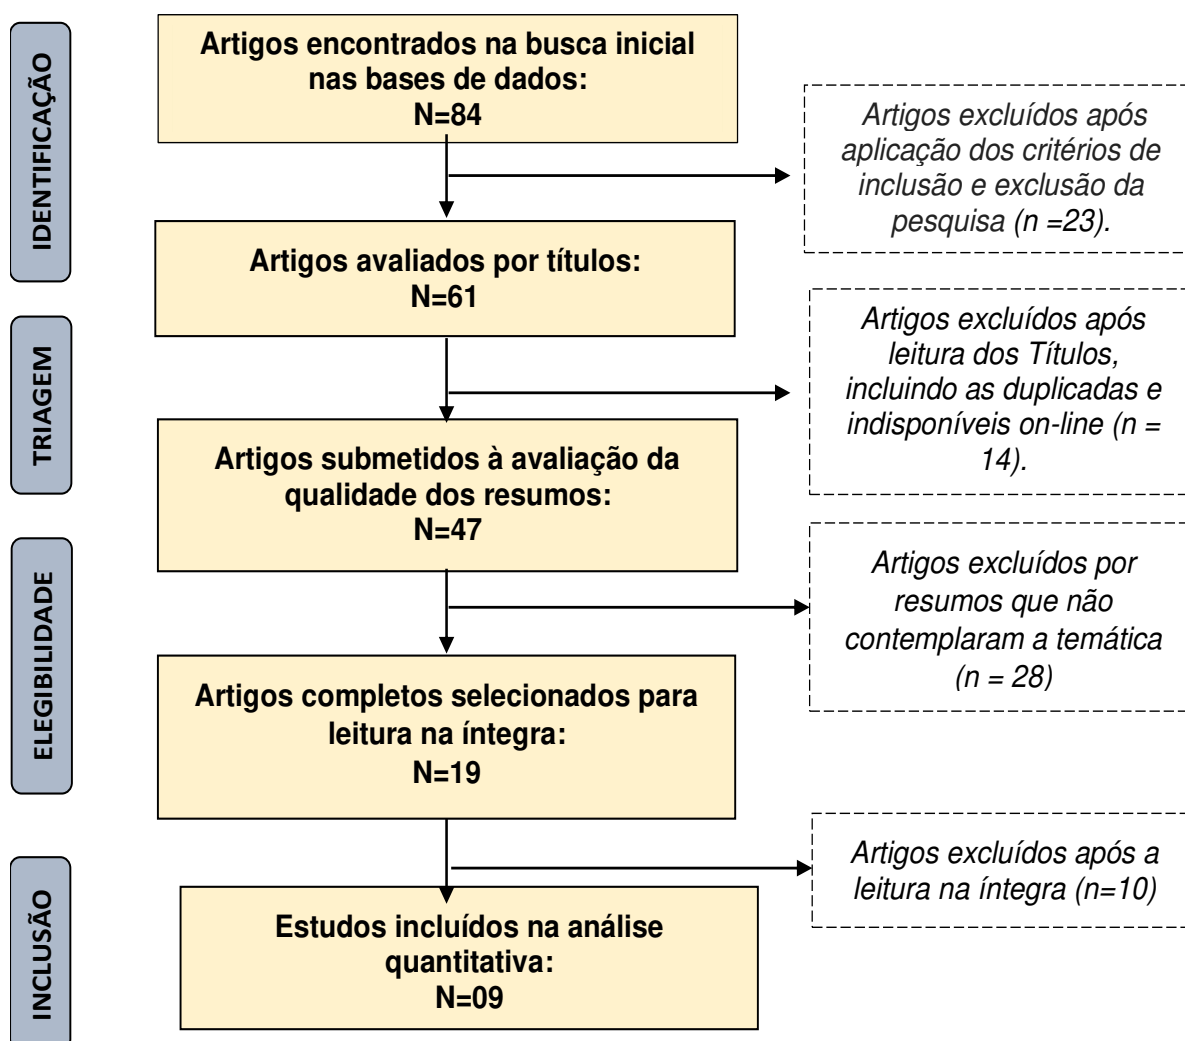 IDENTIFICAÇÃO
Artigos encontrados na busca inicial
nas bases de dados:
N=84
Artigos excluídos após
aplicação dos critérios de
inclusão e exclusão da
pesquisa (n =23).
Artigos avaliados por títulos:
N=61
TRIAGEM
Artigos excluídos após
leitura dos Títulos,
incluindo as duplicadas e
indisponíveis on-line (n =
14).
Artigos submetidos à avaliação da
qualidade dos resumos:
N=47
ELEGIBILIDADE
Artigos excluídos por
resumos que não
contemplaram a temática
(n = 28)
Artigos completos selecionados para
leitura na íntegra:
N=19
Artigos excluídos após a
leitura na íntegra (n=10)
INCLUSÃO
Estudos incluídos na análise
quantitativa:
N=09